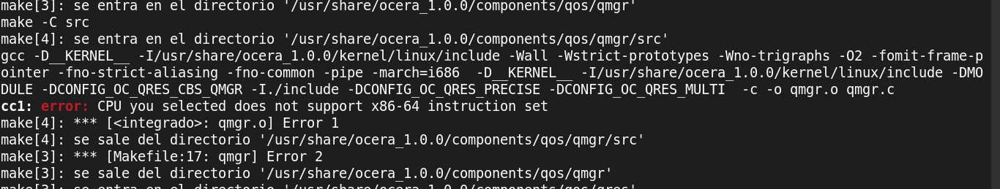 make[3]: se entra en el directorio '/usr/share/ocera_1.0.0/components/qos/qmgr'
make -C src
make[4]: se entra en el directorio '/usr/share/ocera_1.0.0/components/qos/qmgr/src'
gcc -D__KERNEL__ -I/usr/share/ocera_1.0.0/kernel/linux/include -Wall -Wstrict-prototypes -Wno-trigraphs -O2 -fomit-frame-p
ointer -fno-strict-aliasing -fno-common -pipe -march=i686  -D__KERNEL__ -I/usr/share/ocera_1.0.0/kernel/linux/include -DMO
DULE -DCONFIG_OC_QRES_CBS_QMGR -I./include -DCONFIG_OC_QRES_PRECISE -DCONFIG_OC_QRES_MULTI  -c -o qmgr.o qmgr.c
cc1: error: CPU you selected does not support x86-64 instruction set
make[4]: *** [<integrado>: qmgr.o] Error 1
make[4]: se sale del directorio '/usr/share/ocera_1.0.0/components/qos/qmgr/src'
make[3]: *** [Makefile:17: qmgr] Error 2
make[3]: se sale del directorio '/usr/share/ocera_1.0.0/components/qos/qmgr'
make[3]: se entra en el directorio '/usr/share/ocera_1.0.0/components/qos/qres'